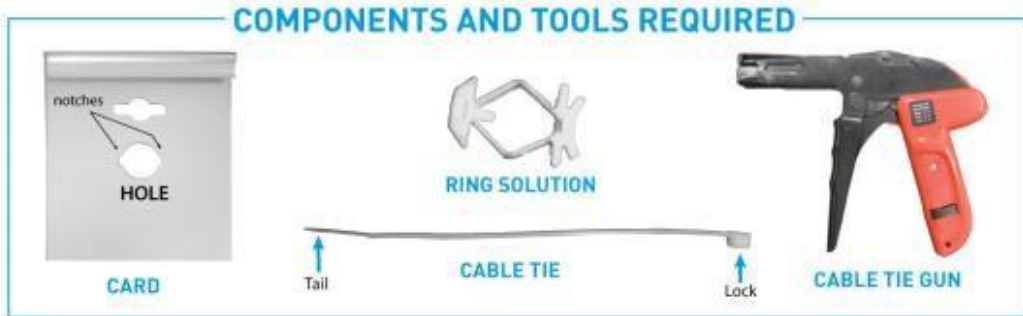 COMPONENTS AND TOOLS REQUIRED
notches
HOLE
CARD
RING SOLUTION
Tail
CABLE TIE
Lock
CABLE TIE GUN